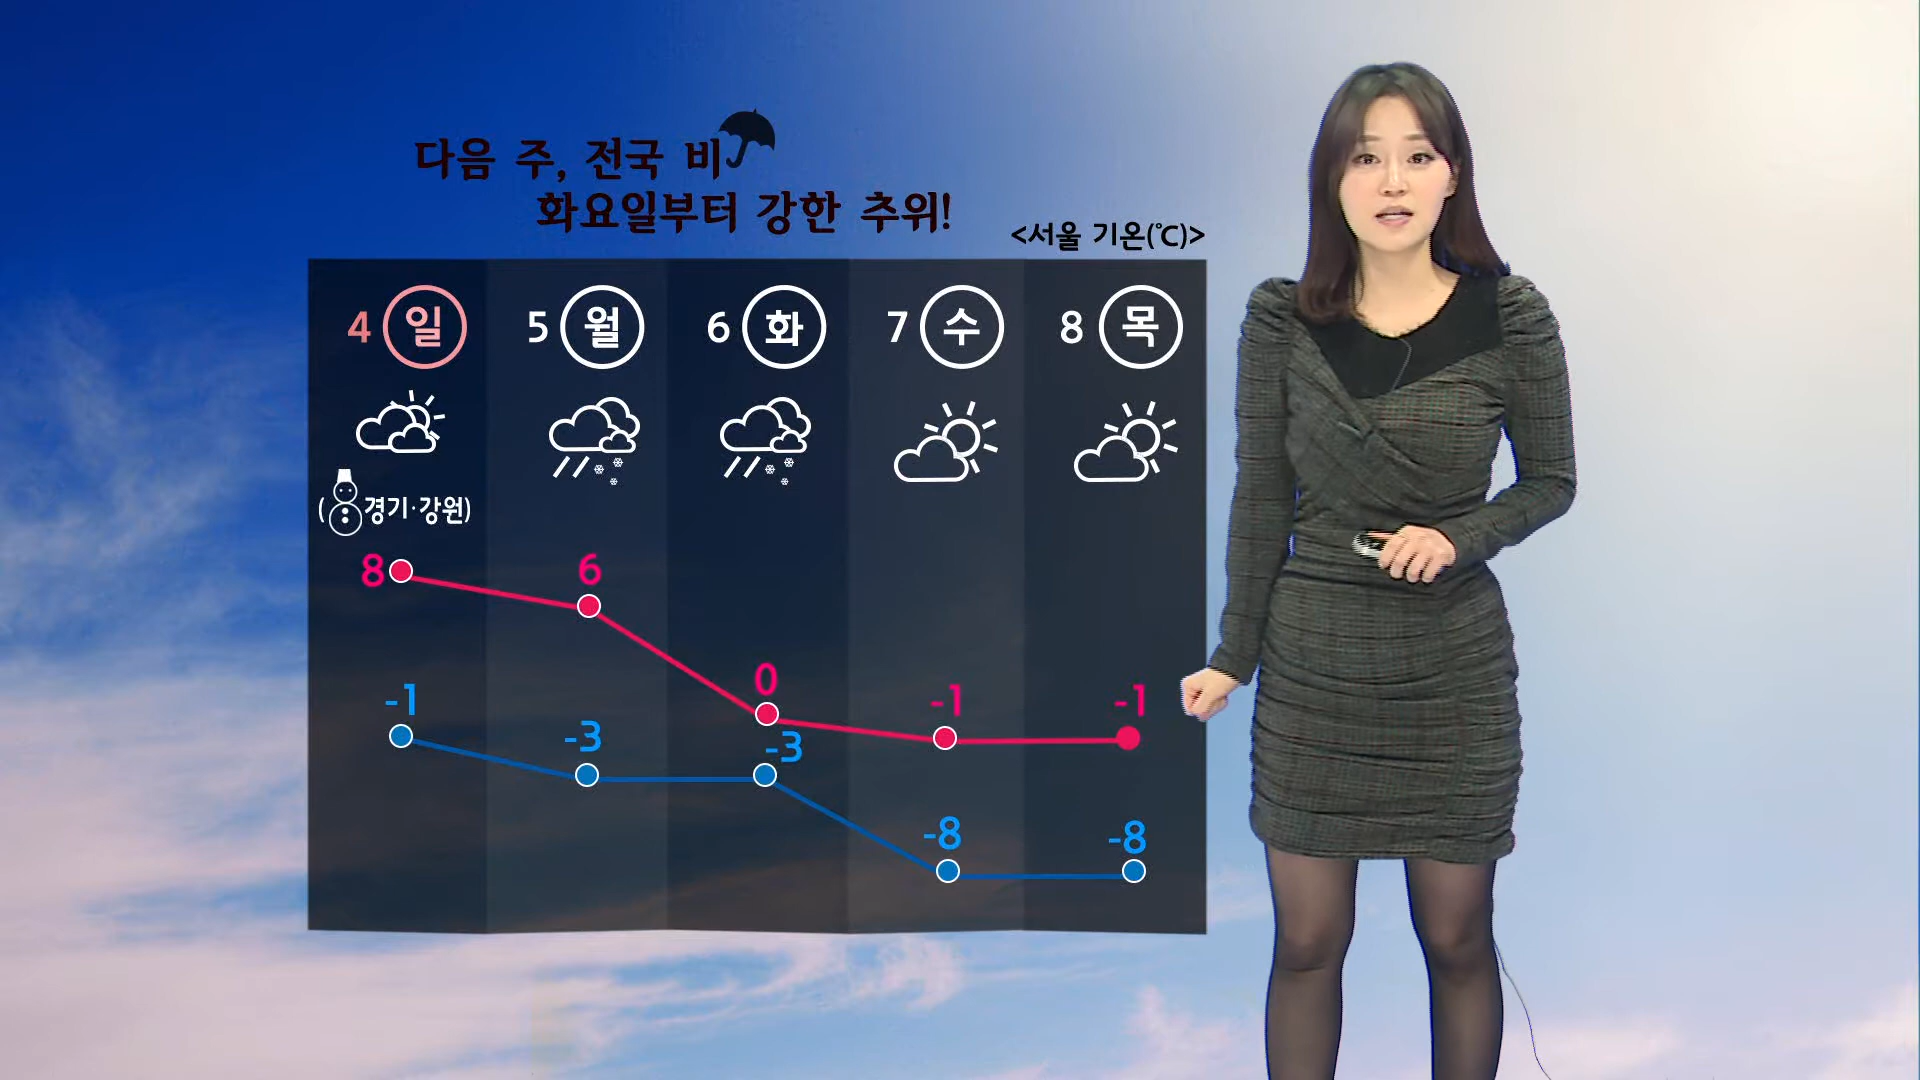 다음 주, 전국 비
화요일부터 강한 추위!
<서울 기온(℃)>
4 일
5 월
6 화
7 수
8 목
(경기·강원)
8
6
0
-1
-1
-1
-3
-3
-8
-8